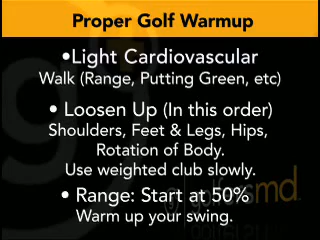 Proper Golf Warmup
•Light Cardiovascular
Walk (Range, Putting Green, etc)
• Loosen Up (In this order)
Shoulders, Feet & Legs, Hips,
Rotation of Body.
Use weighted club slowly.
• Range: Start at 50%
Warm up your swing.
golfersmd